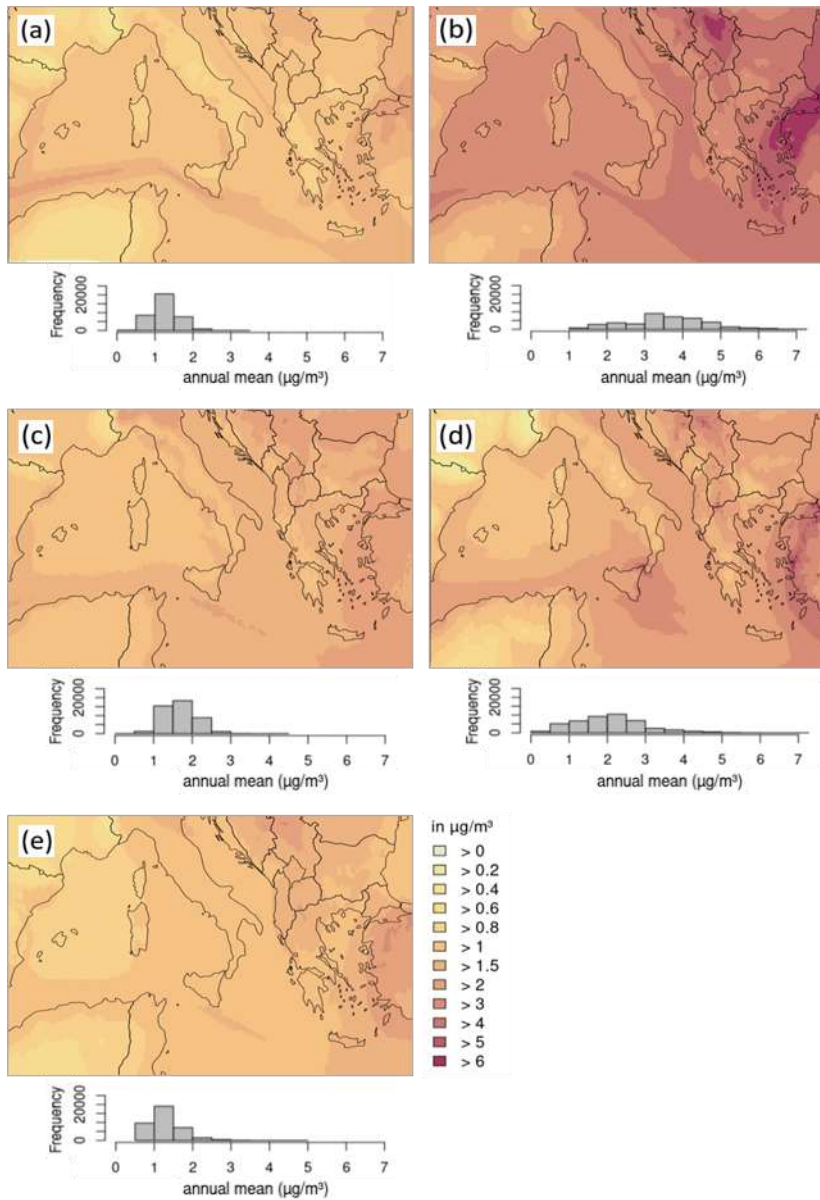 (a)
(b)
Frequency
0 20000
0 1 2 3 4 5 6 7
annual mean (µg/m³)
Frequency
0 20000
0 1 2 3 4 5 6 7
annual mean (µg/m³)
(c)
(d)
Frequency
0 20000
0 1 2 3 4 5 6 7
annual mean (µg/m³)
Frequency
0 20000
0 1 2 3 4 5 6 7
annual mean (µg/m³)
(e)
in µg/m³
> 0
> 0.2
> 0.4
> 0.6
> 0.8
> 1
> 1.5
> 2
> 3
> 4
> 5
> 6
Frequency
0 20000
0 1 2 3 4 5 6 7
annual mean (µg/m³)